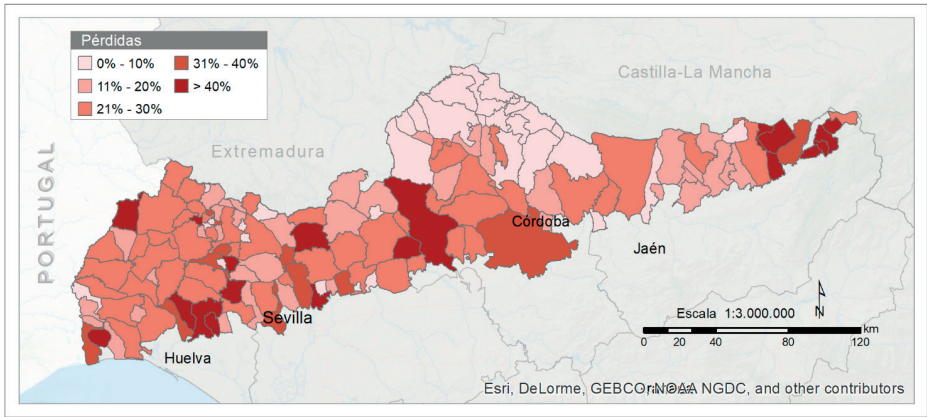 Pérdidas
0% - 10%
11% - 20%
21% - 30%
31% - 40%
> 40%
Castilla-La Mancha
Extremadura
PORTUGAL
Córdoba
Jaén
Sevilla
Huelva
N
Escala 1:3.000.000
0 20 40 80 120 km
Esri, DeLorme, GEBCO, NOAA NGDC, and other contributors